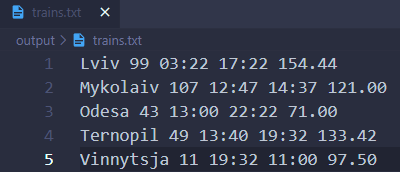 trains.txt
output > trains.txt
1 Lviv 99 03:22 17:22 154.44
2 Mykolaiv 107 12:47 14:37 121.00
3 Odesa 43 13:00 22:22 71.00
4 Ternopil 49 13:40 19:32 133.42
5 Vinnytsja 11 19:32 11:00 97.50